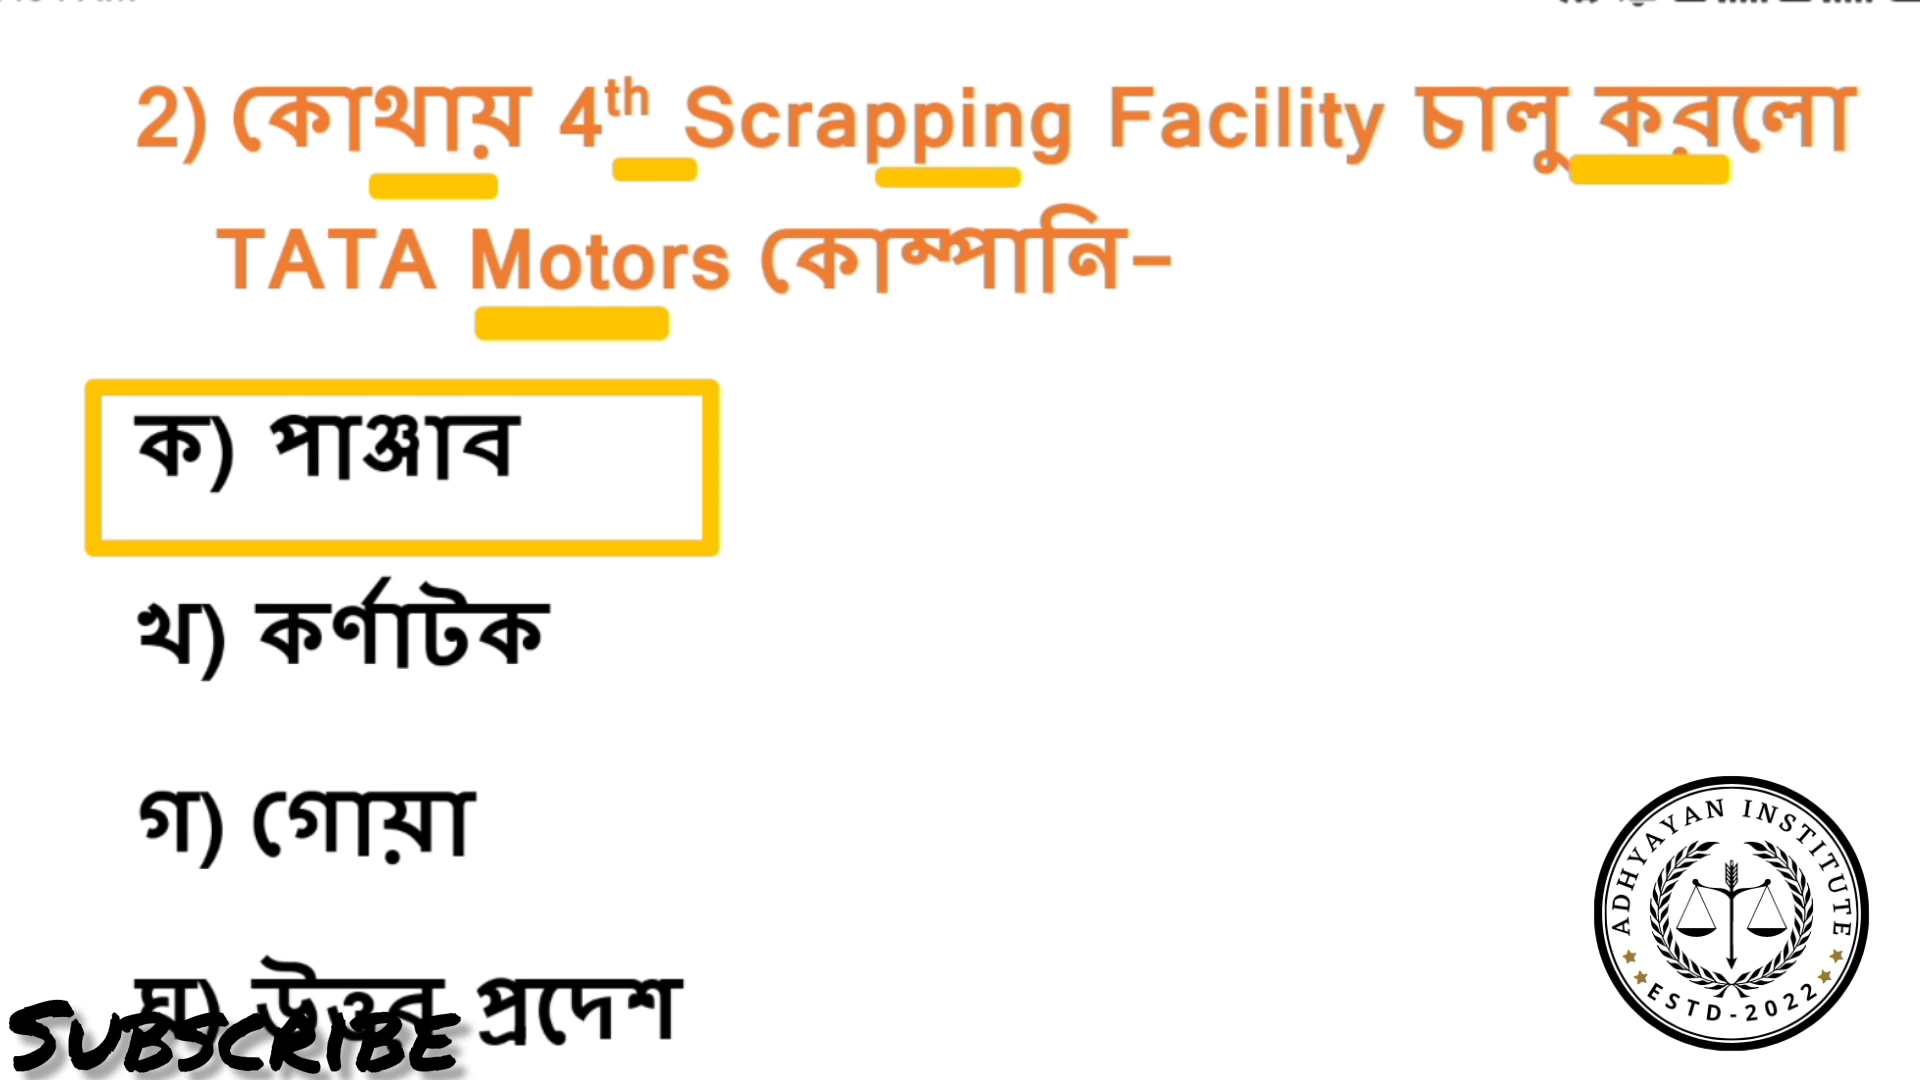 2) কোথায় 4th Scrapping Facility চালু করলো
TATA Motors কোম্পানি–
ক) পাঞ্জাব
খ) কর্ণাটক
গ) গোয়া
ঘ) উত্তর প্রদেশ
SUBSCRIBE
ADHYAYAN INSTITUTE
ESTD-2022